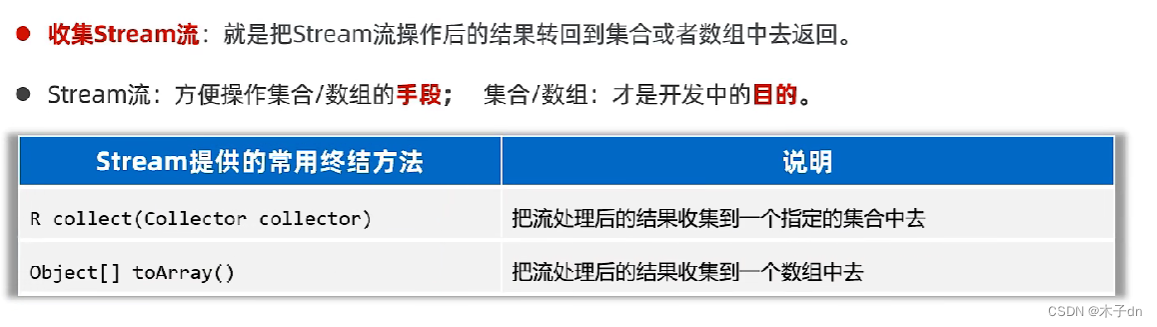 收集Stream流：就是把Stream流操作后的结果转回到集合或者数组中去返回。
Stream流：方便操作集合/数组的手段； 集合/数组：才是开发中的目的。
Stream提供的常用终结方法 说明
R collect(Collector collector) 把流处理后的结果收集到一个指定的集合中去
Object[] toArray() 把流处理后的结果收集到一个数组中去
CSDN @木子dn